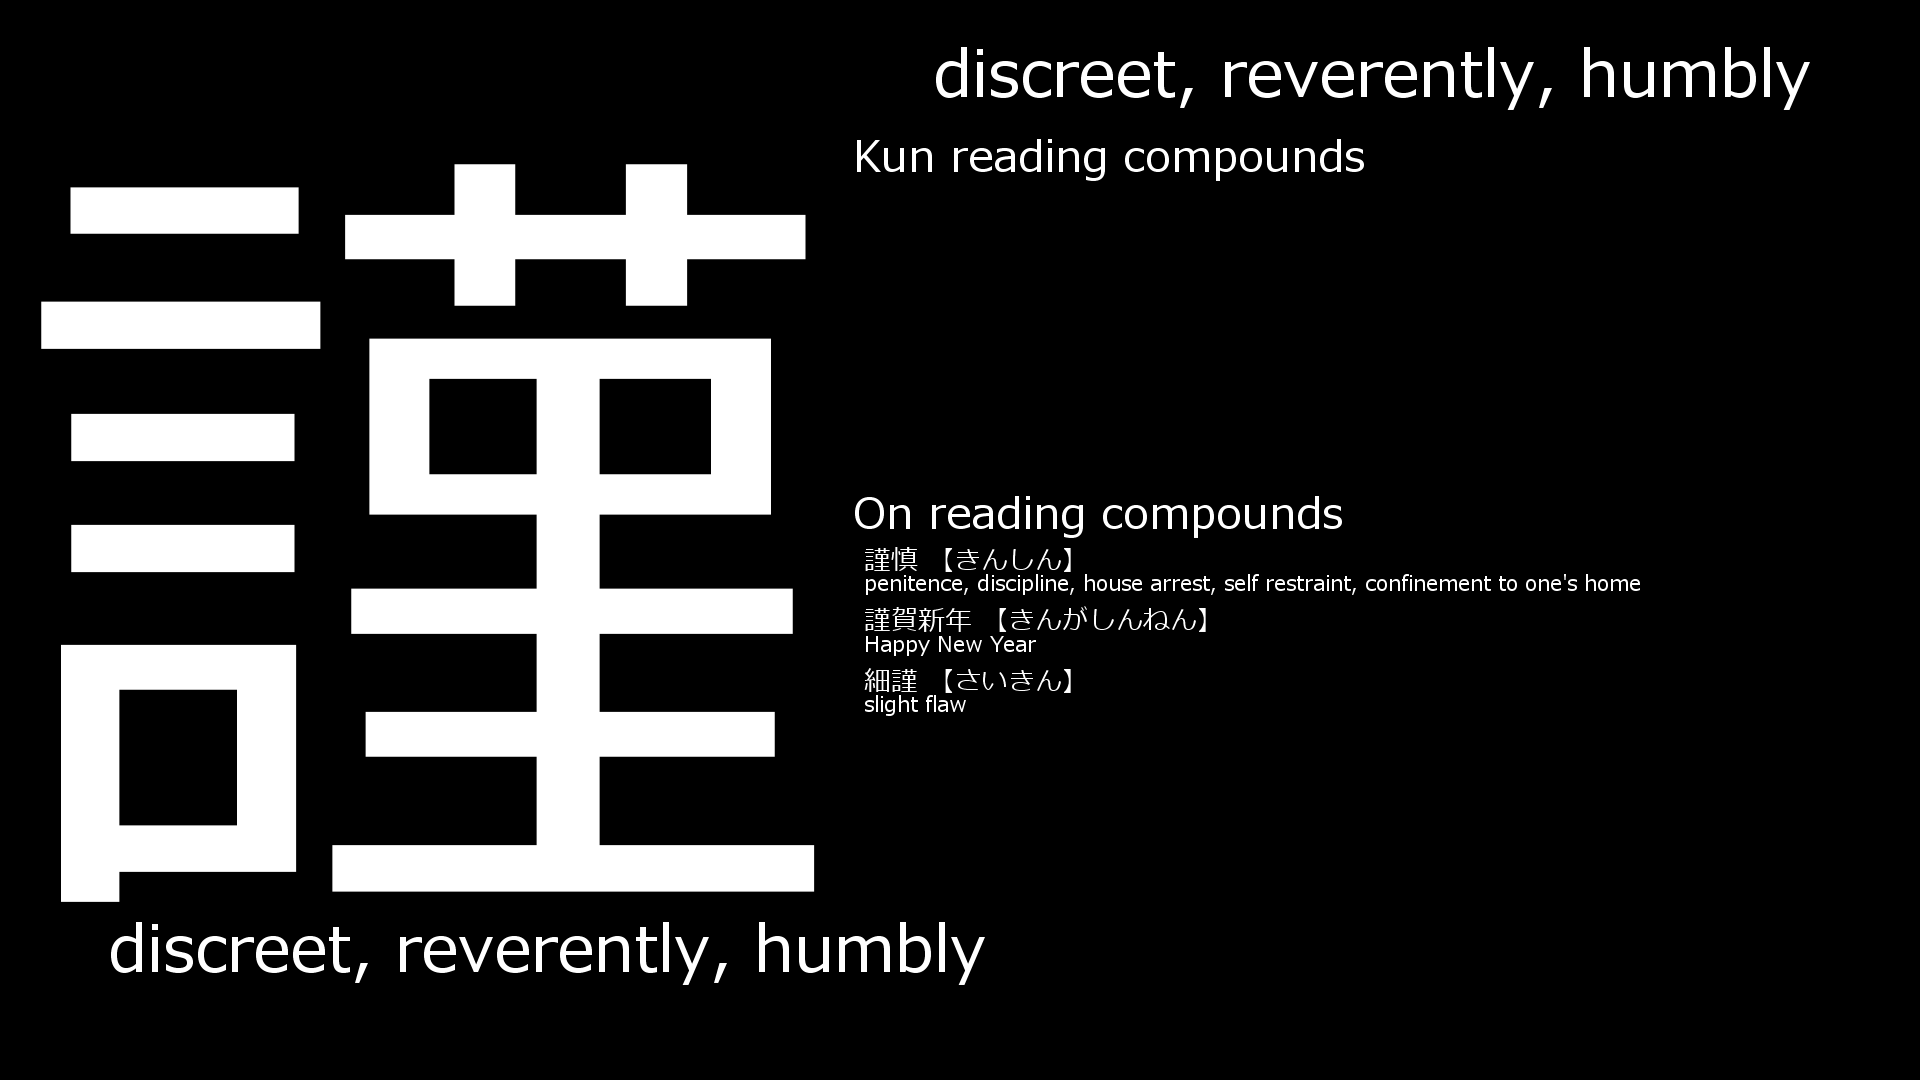 謹
discreet, reverently, humbly
discreet, reverently, humbly
Kun reading compounds
On reading compounds
謹慎 【きんしん】
penitence, discipline, house arrest, self restraint, confinement to one's home
謹賀新年 【きんがしんねん】
Happy New Year
細謹 【さいきん】
slight flaw